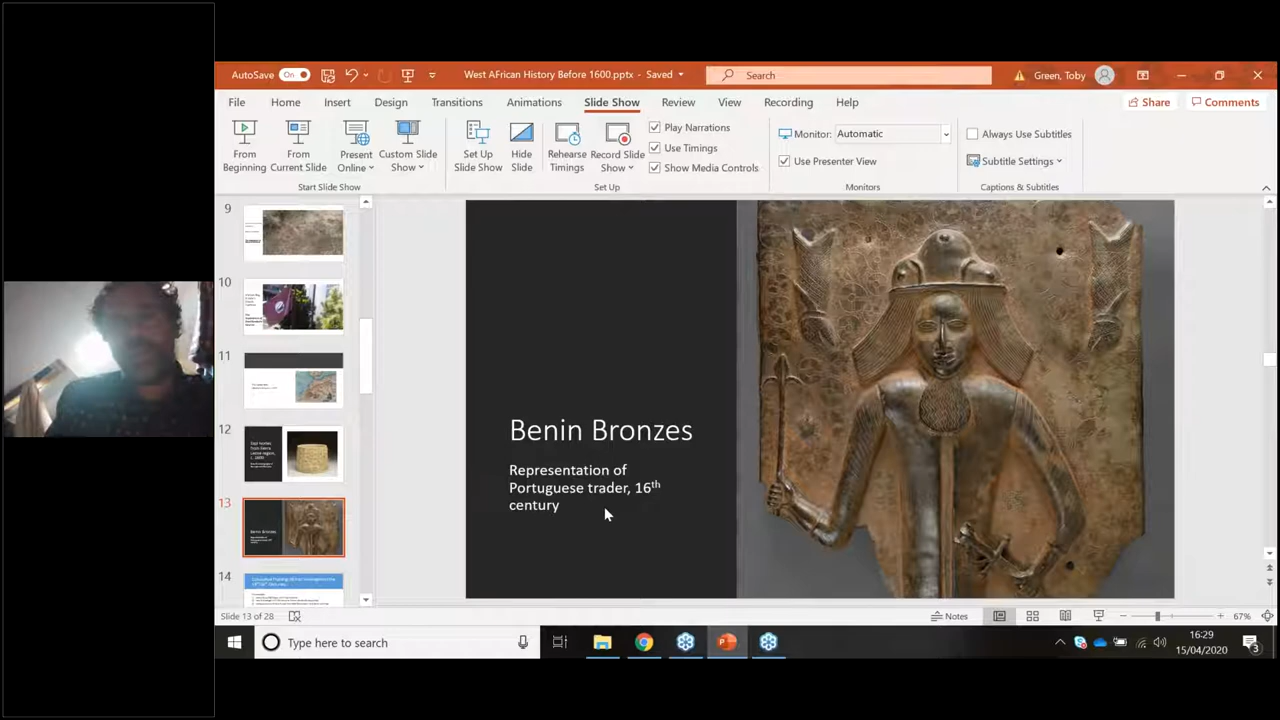 AutoSave On
West AFrican History Before 1600.pptx - Saved
Search
Green, Toby
File Home Insert Design Transitions Animations Slide Show Review View Recording Help
Share Comments
From Beginning
From Current Slide
Present Online
Custom Slide Show
Start Slide Show
Set Up Slide Show
Hide Slide
Rehearse Timings
Record Slide Show
Play Narrations
Use Timings
Show Media Controls
Set Up
Monitor: Automatic
Use Presenter View
Monitors
Always Use Subtitles
Subtitle Settings
Captions & Subtitles
9
10
11
12
13
Benin Bronzes
14
Benin Bronzes
Representation of
Portuguese trader, 16th
century
Slide 13 of 28
Notes
67%
Type here to search
16:29
15/04/2020
3